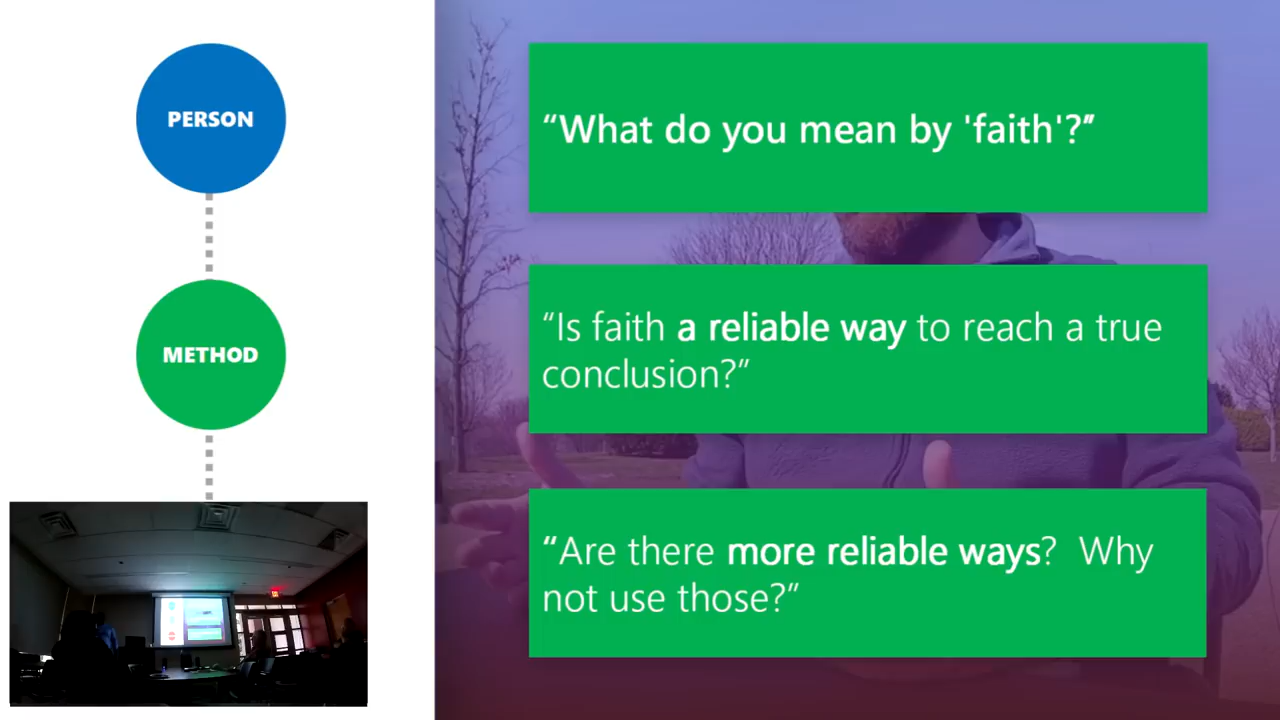 PERSON
METHOD
“What do you mean by 'faith'?”
“Is faith a reliable way to reach a true
conclusion?”
“Are there more reliable ways?  Why
not use those?”